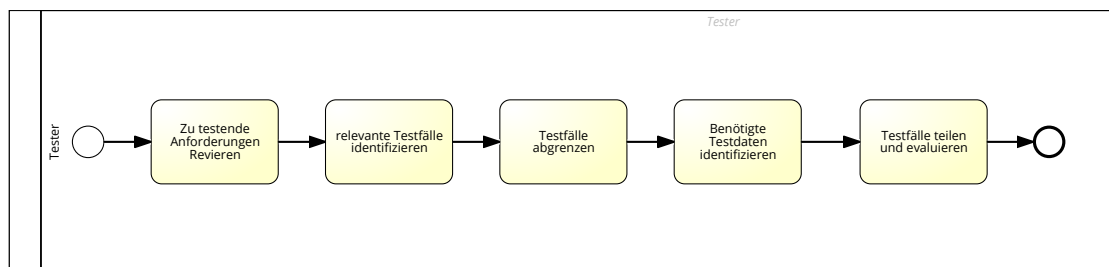 Tester
Tester
Zu testende
Anforderungen
Revieren
relevante Testfälle
identifizieren
Testfälle
abgrenzen
Benötigte
Testdaten
identifizieren
Testfälle teilen
und evaluieren